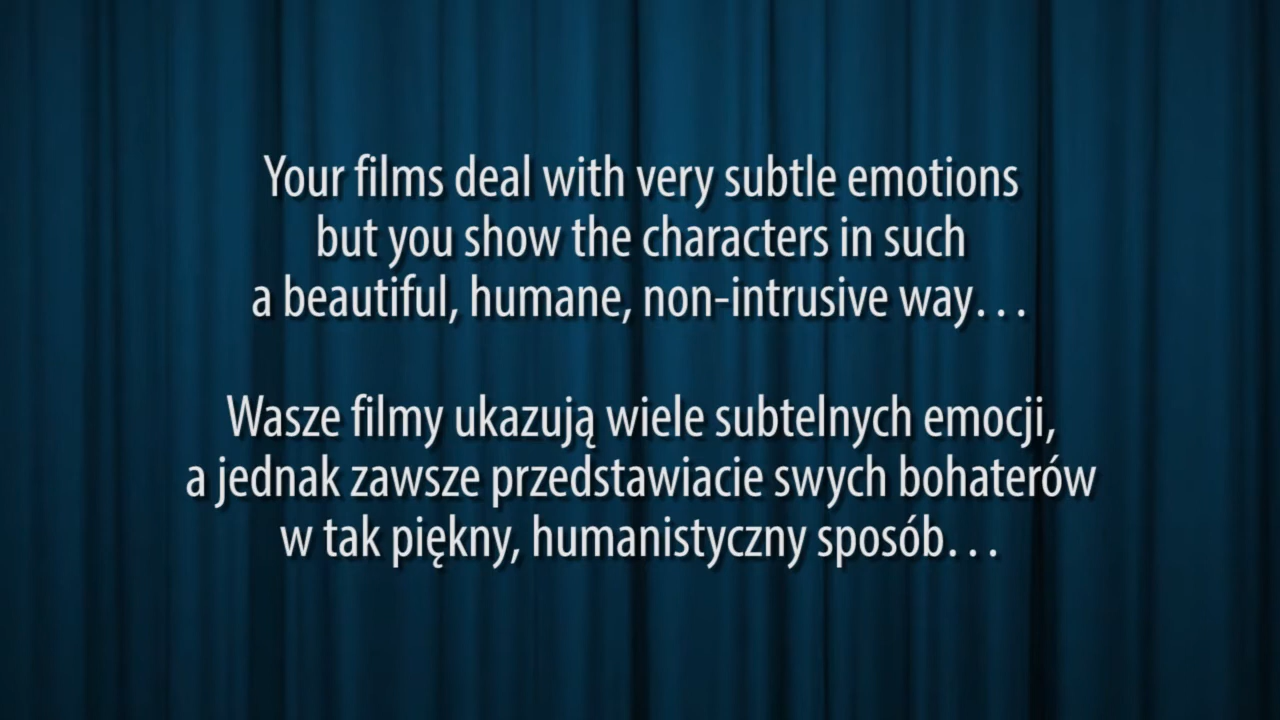 Your films deal with very subtle emotions
but you show the characters in such
a beautiful, humane, non-intrusive way…
Wasze filmy ukazują wiele subtelnych emocji,
a jednak zawsze przedstawiacie swych bohaterów
w tak piękny, humanistyczny sposób…